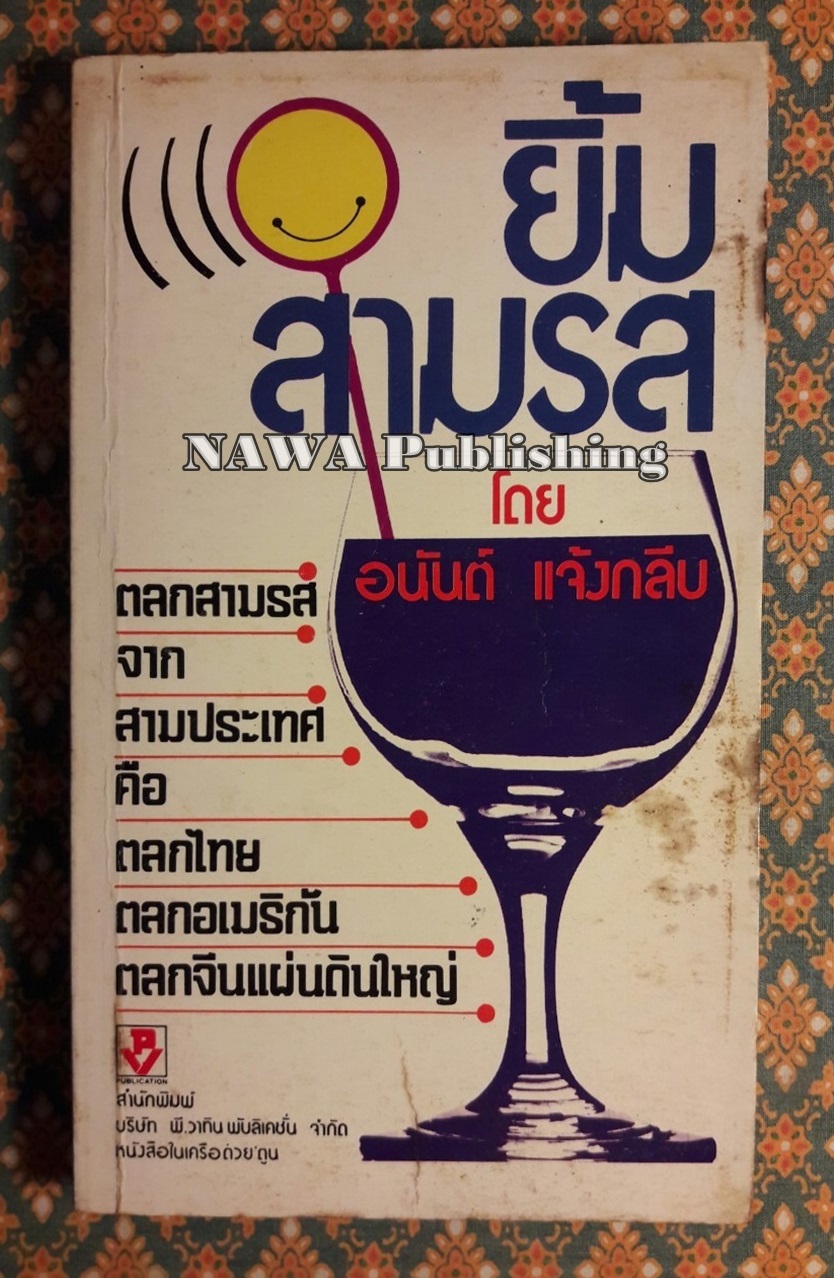 ยิ้ม
สามรส
NAWA Publishing
โดย
อนันต์ แจ้งกลีบ
ตลกสามรส
จาก
สามประเทศ
คือ
ตลกไทย
ตลกอเมริกัน
ตลกจีนแผ่นดินใหญ่
PV
PUBLICATION
สำนักพิมพ์
บริษัท พี.วาทิน พับลิเคชั่น จำกัด
หนังสือในเครือต่วย'ตูน